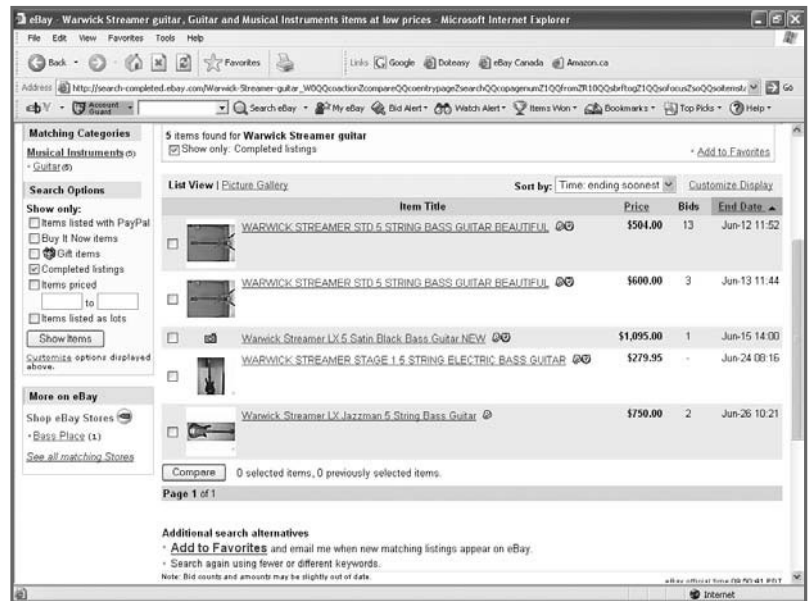 eBay - Warwick Streamer guitar, Guitar and Musical Instruments items at low prices - Microsoft Internet Explorer
File Edit View Favorites Tools Help
Back Favorites Links Google Doteasy eBay Canada Amazon.ca
Address Go
ebY Account Guard Search eBay My eBay Bid Alert Watch Alert Items Won Bookmarks Top Picks Help
Matching Categories
Musical Instruments (5)
· Guitar (5)
Search Options
Show only:
Items listed with PayPal
Buy It Now items
Gift items
Completed listings
Items priced
to
Items listed as lots
Show Items
Customize options displayed above.
More on eBay
Shop eBay Stores
· Bass Place (1)
See all matching Stores
5 items found for Warwick Streamer guitar
Show only: Completed listings
· Add to Favorites
List View | Picture Gallery Sort by: Time: ending soonest Customize Display
Item Title Price Bids End Date
WARWICK STREAMER STD 5 STRING BASS GUITAR BEAUTIFUL $504.00 13 Jun-12 11:52
WARWICK STREAMER STD 5 STRING BASS GUITAR BEAUTIFUL $600.00 3 Jun-13 11:44
Warwick Streamer LX 5 Satin Black Bass Guitar NEW $1,095.00 1 Jun-15 14:00
WARWICK STREAMER STAGE 1 5 STRING ELECTRIC BASS GUITAR $279.95 - Jun-24 08:16
Warwick Streamer LX Jazzman 5 String Bass Guitar $750.00 2 Jun-26 10:21
Compare 0 selected items, 0 previously selected items.
Page 1 of 1
Additional search alternatives
· Add to Favorites and email me when new matching listings appear on eBay.
· Search again using fewer or different keywords.
Note: Bid counts and amounts may be slightly out of date.
eBay official time 09:50:41 EDT
Internet